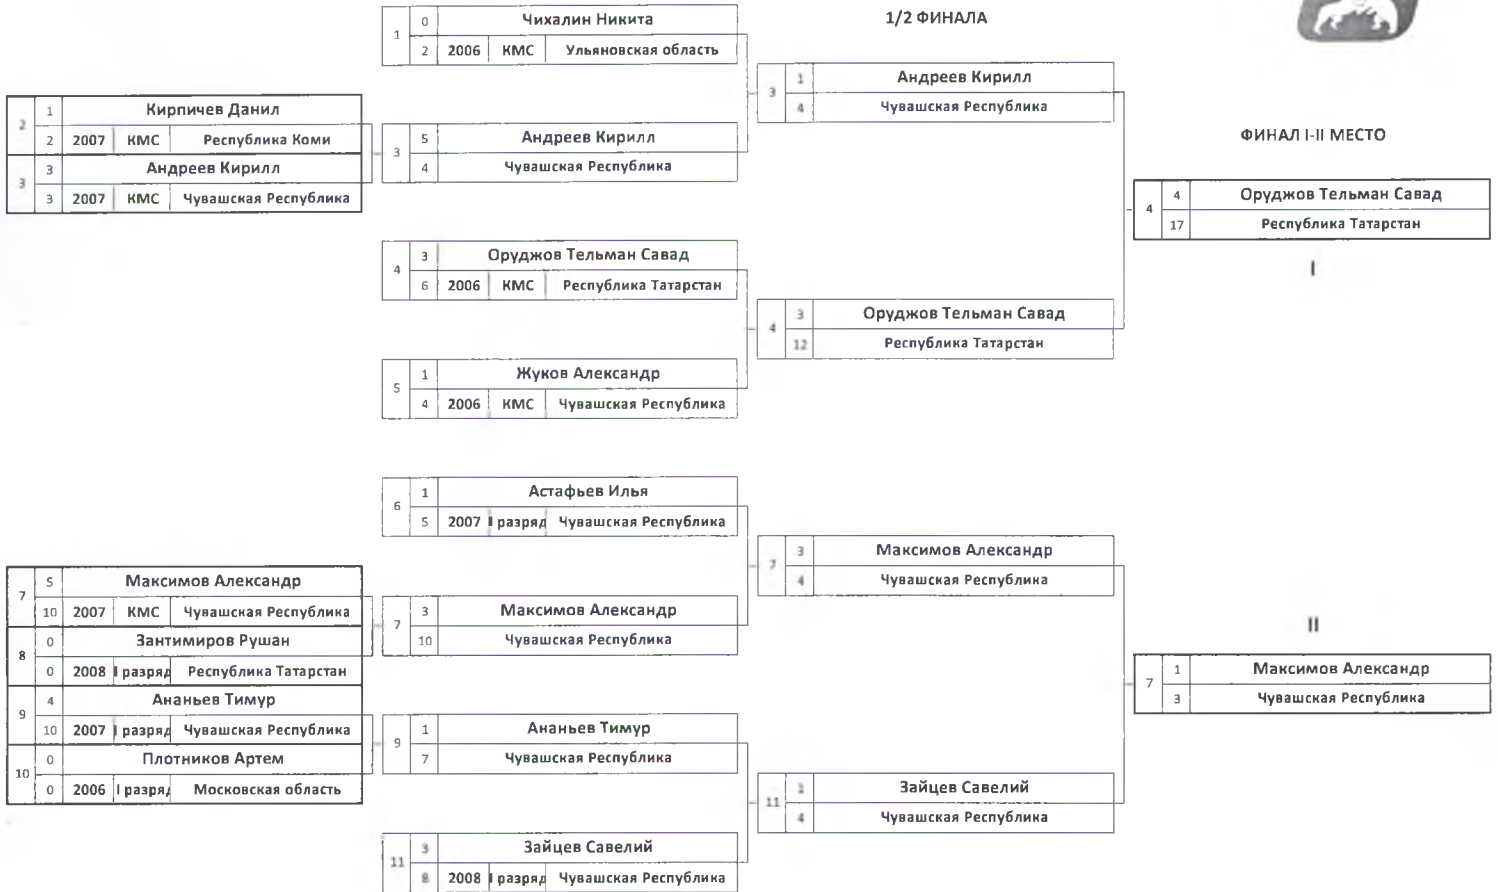 1/2 ФИНАЛА
ФИНАЛ I-II МЕСТО
2 1 Кирпичев Данил
2 2007 КМС Республика Коми
3 3 Андреев Кирилл
3 2007 КМС Чувашская Республика
7 5 Максимов Александр
10 2007 КМС Чувашская Республика
8 0 Зантимиров Рушан
0 2008 I разряд Республика Татарстан
9 4 Ананьев Тимур
10 2007 I разряд Чувашская Республика
10 0 Плотников Артем
0 2006 I разряд Московская область
1 0 Чихалин Никита
2 2006 КМС Ульяновская область
3 5 Андреев Кирилл
4 Чувашская Республика
4 3 Оруджов Тельман Савад
6 2006 КМС Республика Татарстан
5 1 Жуков Александр
4 2006 КМС Чувашская Республика
6 1 Астафьев Илья
5 2007 I разряд Чувашская Республика
7 3 Максимов Александр
10 Чувашская Республика
9 1 Ананьев Тимур
7 Чувашская Республика
11 3 Зайцев Савелий
8 2008 I разряд Чувашская Республика
3 1 Андреев Кирилл
4 Чувашская Республика
4 3 Оруджов Тельман Савад
12 Республика Татарстан
7 3 Максимов Александр
4 Чувашская Республика
11 Зайцев Савелий
4 Чувашская Республика
4 4 Оруджов Тельман Савад
17 Республика Татарстан
I
II
7 1 Максимов Александр
3 Чувашская Республика